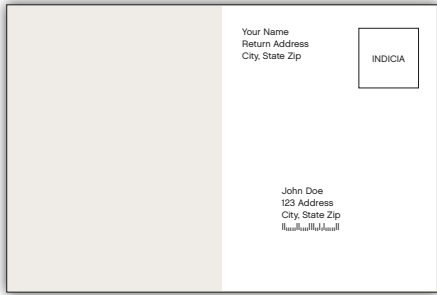 Your Name
Return Address
City, State Zip
INDICIA
John Doe
123 Address
City, State Zip